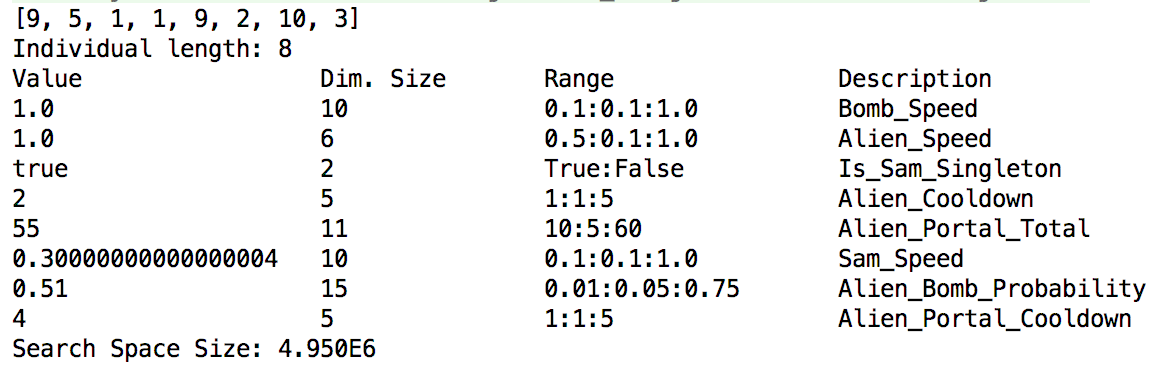 [9, 5, 1, 1, 9, 2, 10, 3]
Individual length: 8
Value Dim. Size Range Description
1.0 10 0.1:0.1:1.0 Bomb_Speed
1.0 6 0.5:0.1:1.0 Alien_Speed
true 2 True:False Is_Sam_Singleton
2 5 1:1:5 Alien_Cooldown
55 11 10:5:60 Alien_Portal_Total
0.30000000000000004 10 0.1:0.1:1.0 Sam_Speed
0.51 15 0.01:0.05:0.75 Alien_Bomb_Probability
4 5 1:1:5 Alien_Portal_Cooldown
Search Space Size: 4.950E6